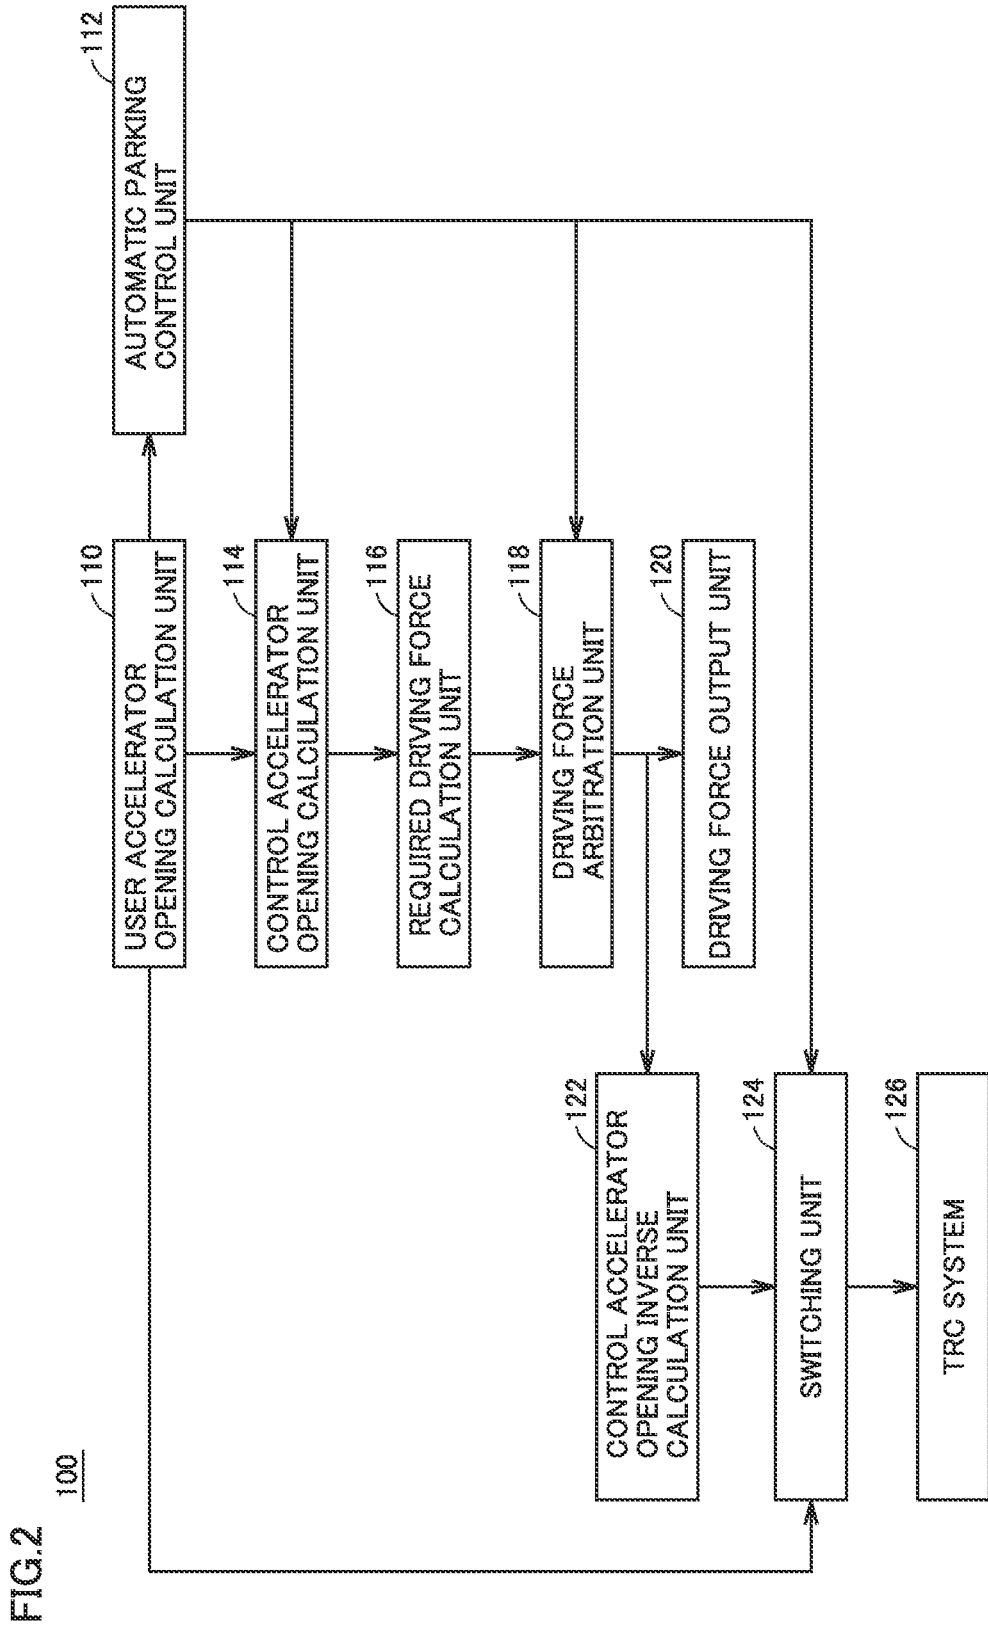 FIG.2
100
110
USER ACCELERATOR
OPENING CALCULATION UNIT
112
AUTOMATIC PARKING
CONTROL UNIT
114
CONTROL ACCELERATOR
OPENING CALCULATION UNIT
116
REQUIRED DRIVING FORCE
CALCULATION UNIT
118
DRIVING FORCE
ARBITRATION UNIT
120
DRIVING FORCE OUTPUT UNIT
122
CONTROL ACCELERATOR
OPENING INVERSE
CALCULATION UNIT
124
SWITCHING UNIT
126
TRC SYSTEM